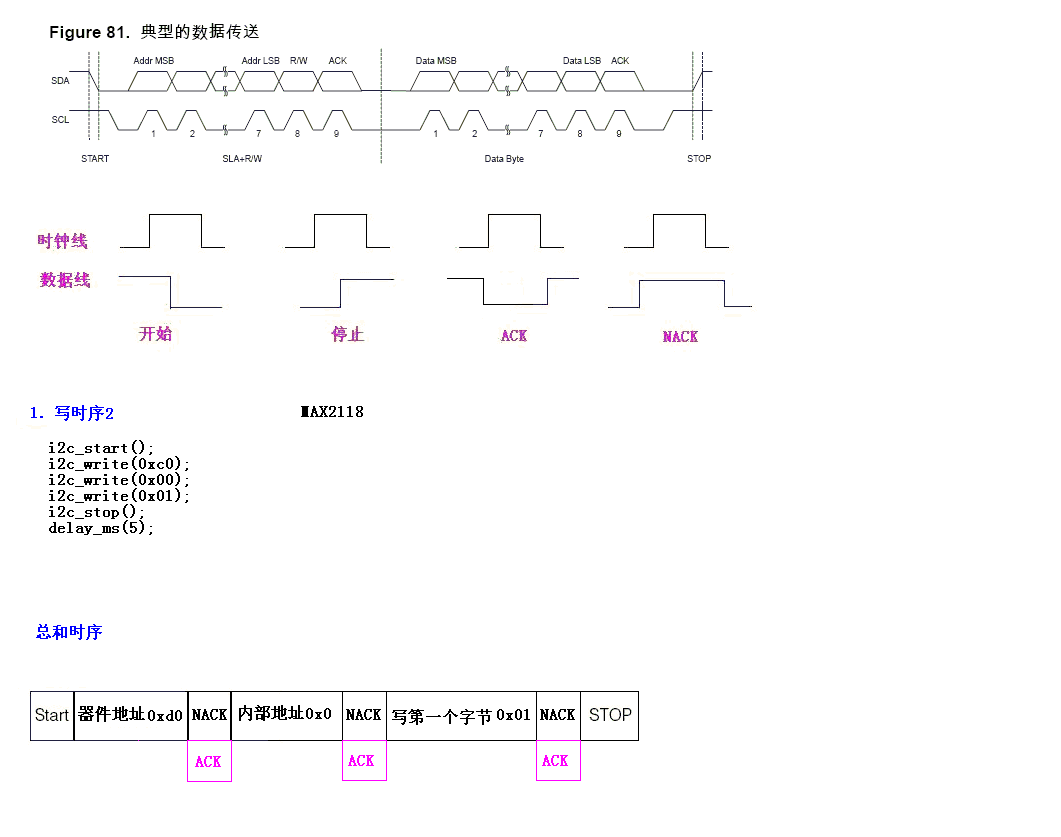 Figure 81. 典型的数据传送
Addr MSB Addr LSB R/W ACK Data MSB Data LSB ACK
SDA
SCL
1 2 7 8 9 1 2 7 8 9
START SLA+R/W Data Byte STOP
时钟线
数据线
开始 停止 ACK NACK
1. 写时序2 MAX2118
i2c_start();
i2c_write(0xc0);
i2c_write(0x00);
i2c_write(0x01);
i2c_stop();
delay_ms(5);
总和时序
Start 器件地址0xd0 NACK 内部地址0x0 NACK 写第一个字节0x01 NACK STOP
ACK ACK ACK